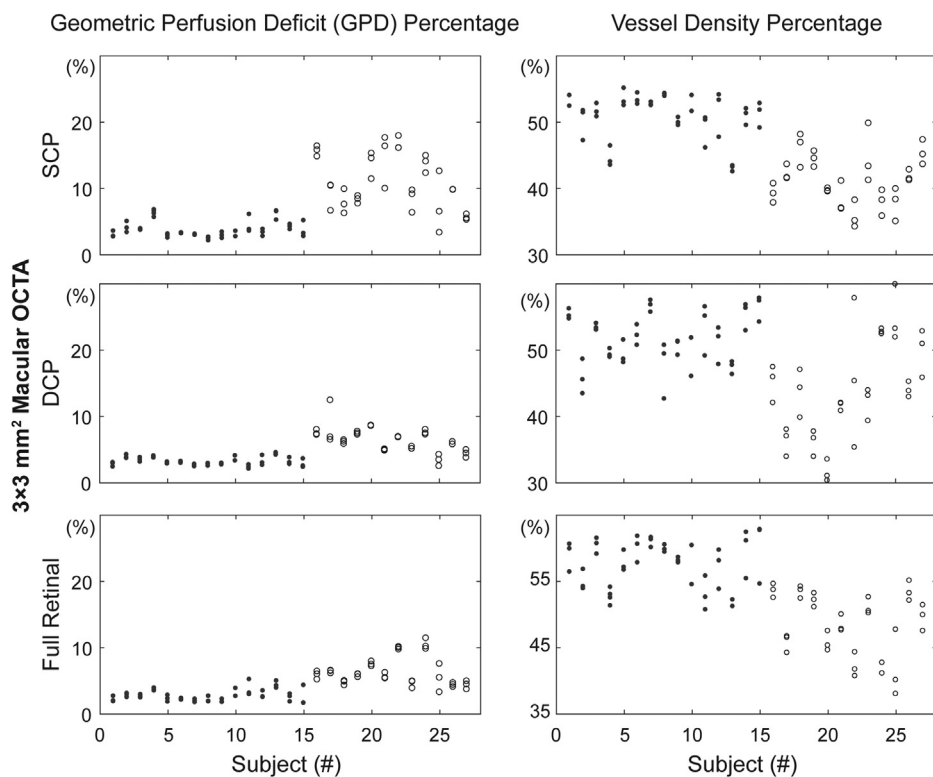 Geometric Perfusion Deficit (GPD) Percentage
Vessel Density Percentage
3×3 mm² Macular OCTA
SCP
(%)
20
10
0
(%)
50
40
30
DCP
(%)
20
10
0
(%)
50
40
30
Full Retinal
(%)
20
10
0
0 5 10 15 20 25
Subject (#)
(%)
55
45
35
0 5 10 15 20 25
Subject (#)